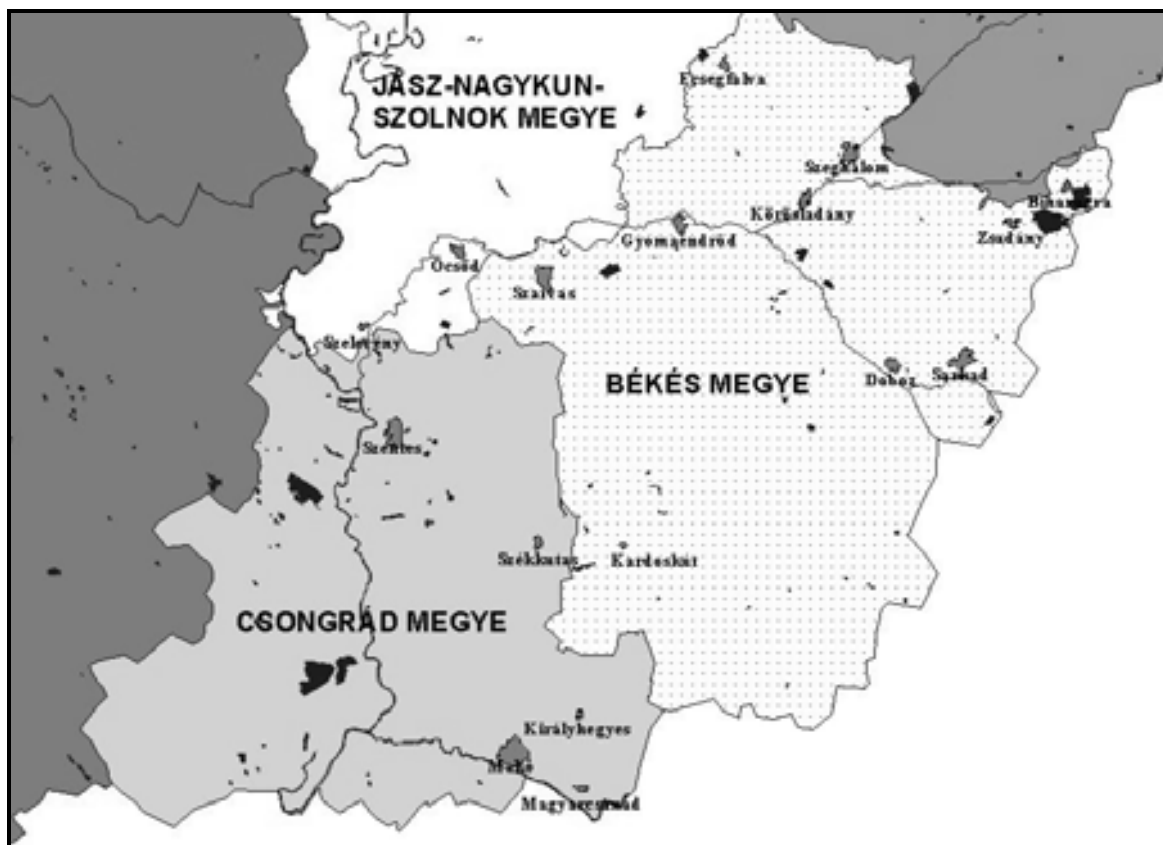 JÁSZ-NAGYKUN-
SZOLNOK MEGYE
Ecsegfalva
Szeghalom
Körösladány
Biharugra
Zsadány
Gyomaendrőd
Öcsöd
Szarvas
Szelevény
BÉKÉS MEGYE
Doboz
Sarkad
Szentes
Székkutas
Kardoskút
CSONGRÁD MEGYE
Királyhegyes
Makó
Magyarcsanád